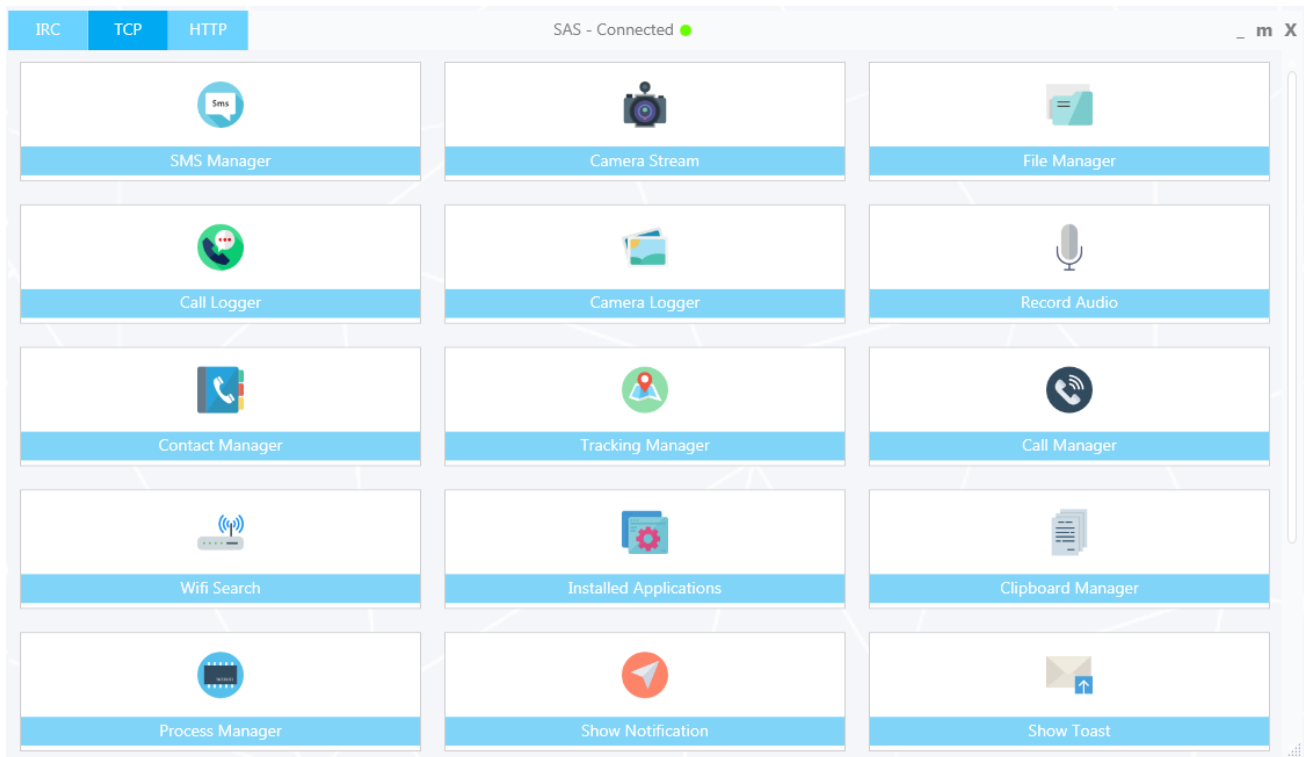 IRC TCP HTTP SAS - Connected _ m X
Sms
SMS Manager Camera Stream File Manager
Call Logger Camera Logger Record Audio
Contact Manager Tracking Manager Call Manager
Wifi Search Installed Applications Clipboard Manager
Process Manager Show Notification Show Toast